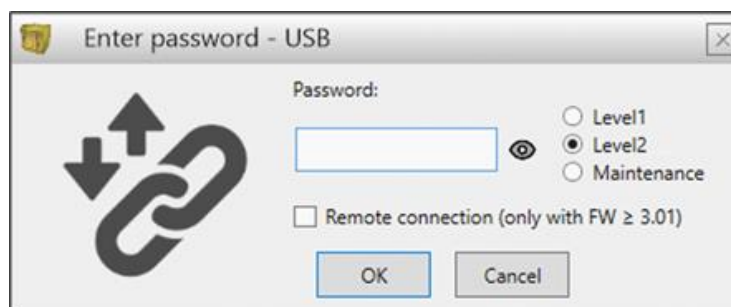 Enter password - USB
Password:
Level1
Level2
Maintenance
Remote connection (only with FW ≥ 3.01)
OK
Cancel